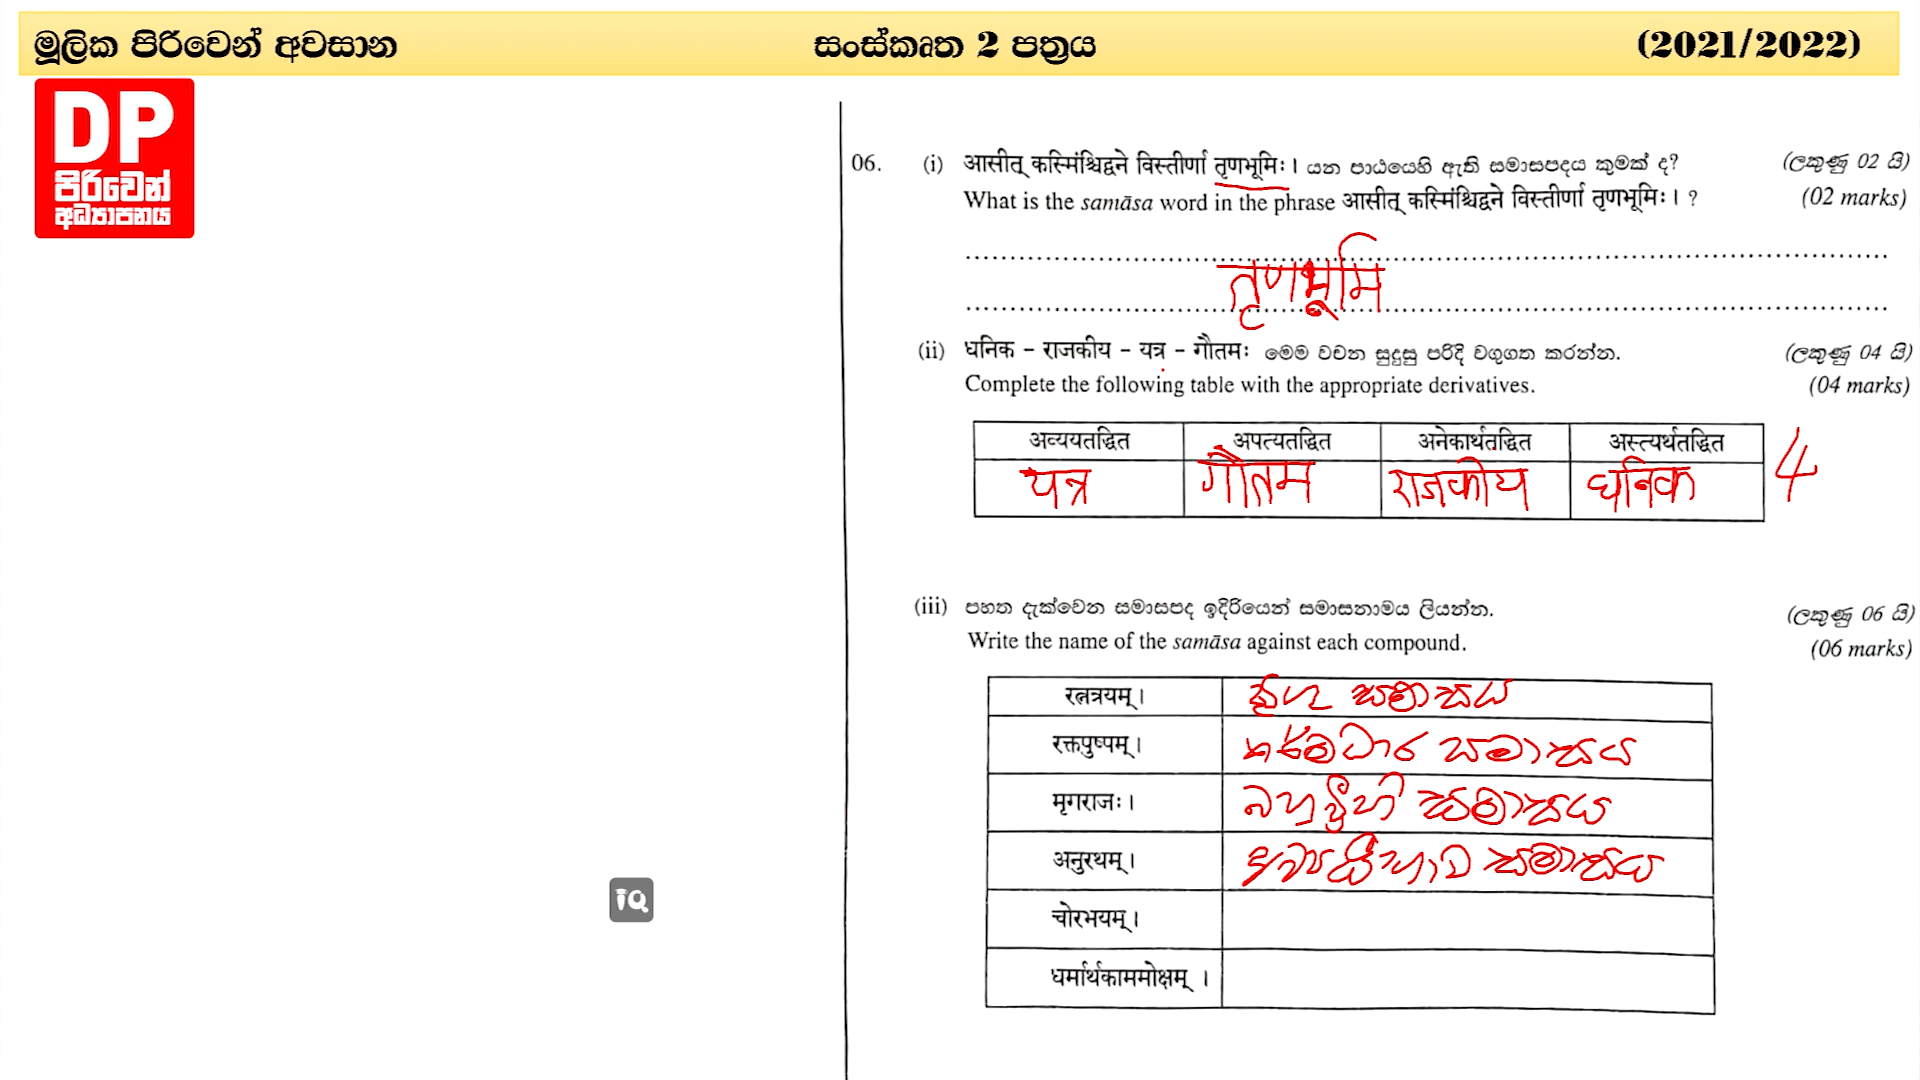 මූලික පිරිවෙන් අවසාන
සංස්කෘත 2 පත්‍රය
(2021/2022)
DP
පිරිවෙන්
අධ්‍යාපනය
06. (i) आसीत् कस्मिंश्चिद्वने विस्तीर्णा तृणभूमिः। යන පාඨයෙහි ඇති සමාසපදය කුමක් ද? (ලකුණු 02 යි)
What is the samāsa word in the phrase आसीत् कस्मिंश्चिद्वने विस्तीर्णा तृणभूमिः। ? (02 marks)
तृणभूमि
(ii) धनिक – राजकीय – यत्र – गौतमः මෙම වචන සුදුසු පරිදි වගුගත කරන්න. (ලකුණු 04 යි)
Complete the following table with the appropriate derivatives. (04 marks)
अव्ययतद्धित अपत्यतद्धित अनेकार्थतद्धित अस्त्यर्थतद्धित
यत्र गौतम राजकीय धनिक 4
(iii) පහත දැක්වෙන සමාසපද ඉදිරියෙන් සමාසනාමය ලියන්න. (ලකුණු 06 යි)
Write the name of the samāsa against each compound. (06 marks)
रत्नत्रयम्। ද්විගු සමාසය
रक्तपुष्पम्। කර්මධාර සමාසය
मृगराजः। බහුව්‍රීහි සමාසය
अनुरथम्। අව්‍යයීභාව සමාසය
चोरभयम्।
धर्मार्थकाममोक्षम् ।
IQ